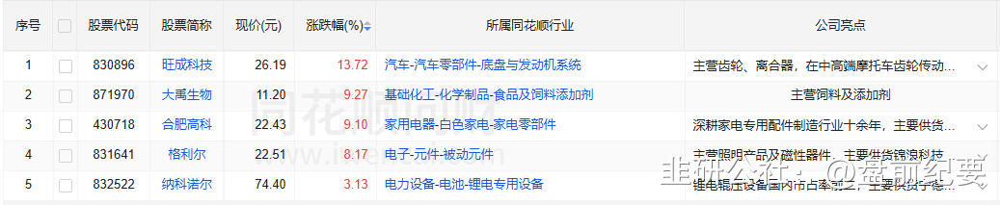 序号 股票代码 股票简称 现价(元) 涨跌幅(%) 所属同花顺行业 公司亮点
1 830896 旺成科技 26.19 13.72 汽车-汽车零部件-底盘与发动机系统 主营齿轮、离合器，在中高端摩托车齿轮传动...
2 871970 大禹生物 11.20 9.27 基础化工-化学制品-食品及饲料添加剂 主营饲料及添加剂
3 430718 合肥高科 22.43 9.10 家用电器-白色家电-家电零部件 深耕家电专用配件制造行业十余年，主要供货...
4 831641 格利尔 22.51 8.17 电子-元件-被动元件 主营照明产品及磁性器件，主要供货锦浪科技
5 832522 纳科诺尔 74.40 3.13 电力设备-电池-锂电专用设备 锂电辊压设备国内市占率前二，主要供货宁德...
同花顺问财
www.iwencai.com
韭研公社：@盘前纪要